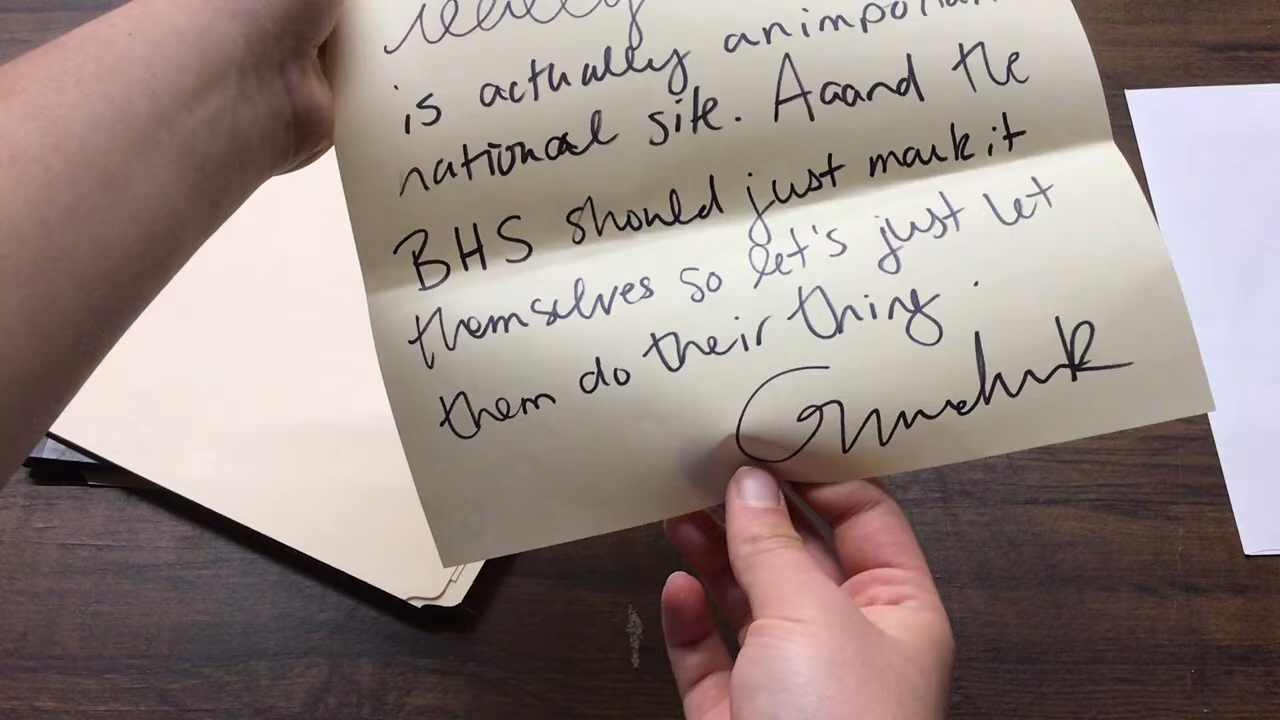 really
is actually an important
national site. Aaand the
BHS should just mark it
themselves so let's just let
them do their thing.